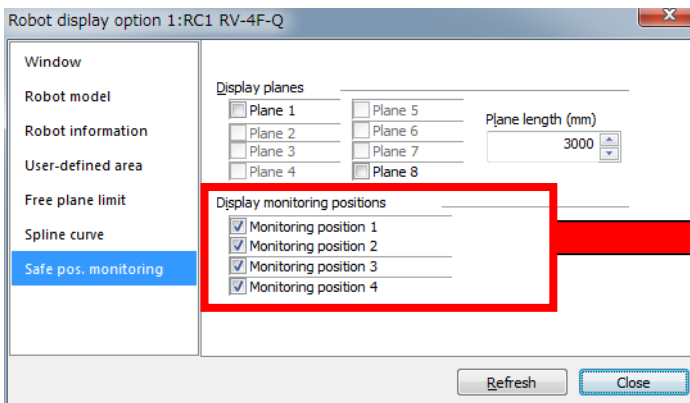 Robot display option 1:RC1 RV-4F-Q
Window
Robot model
Robot information
User-defined area
Free plane limit
Spline curve
Safe pos. monitoring
Display planes
Plane 1
Plane 2
Plane 3
Plane 4
Plane 5
Plane 6
Plane 7
Plane 8
Plane length (mm)
3000
Display monitoring positions
Monitoring position 1
Monitoring position 2
Monitoring position 3
Monitoring position 4
Refresh
Close